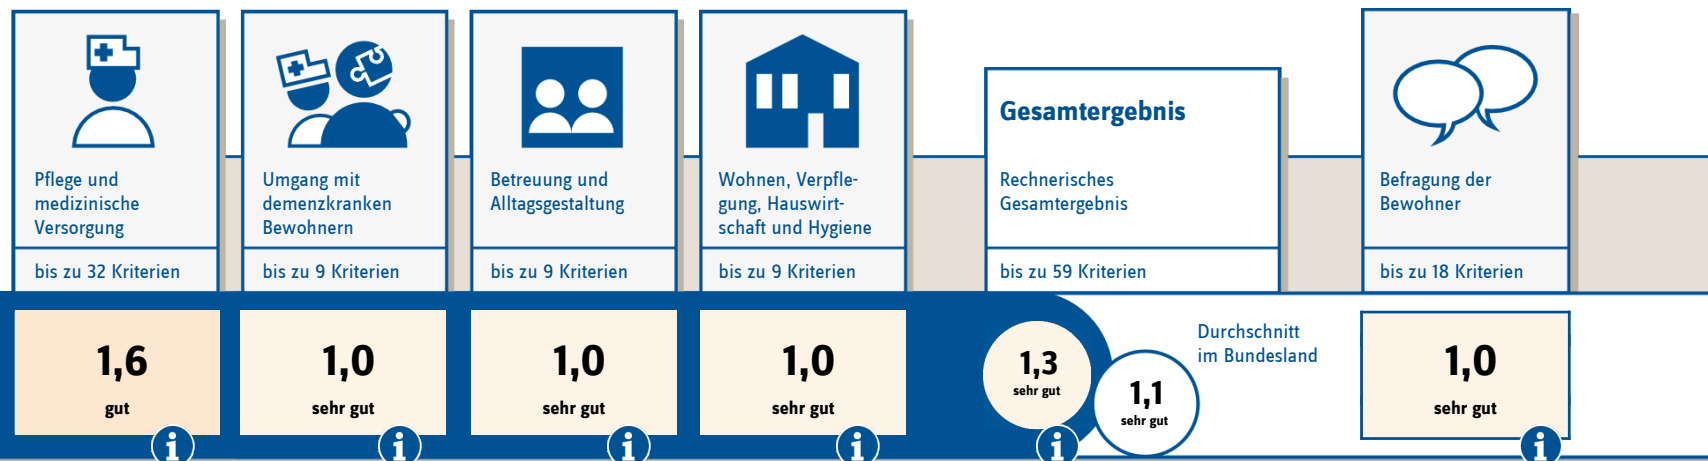 Pflege und
medizinische
Versorgung
bis zu 32 Kriterien
1,6
gut
Umgang mit
demenzkranken
Bewohnern
bis zu 9 Kriterien
1,0
sehr gut
Betreuung und
Alltagsgestaltung
bis zu 9 Kriterien
1,0
sehr gut
Wohnen, Verpfle-
gung, Hauswirt-
schaft und Hygiene
bis zu 9 Kriterien
1,0
sehr gut
Gesamtergebnis
Rechnerisches
Gesamtergebnis
bis zu 59 Kriterien
1,3
sehr gut
Durchschnitt
im Bundesland
1,1
sehr gut
Befragung der
Bewohner
bis zu 18 Kriterien
1,0
sehr gut